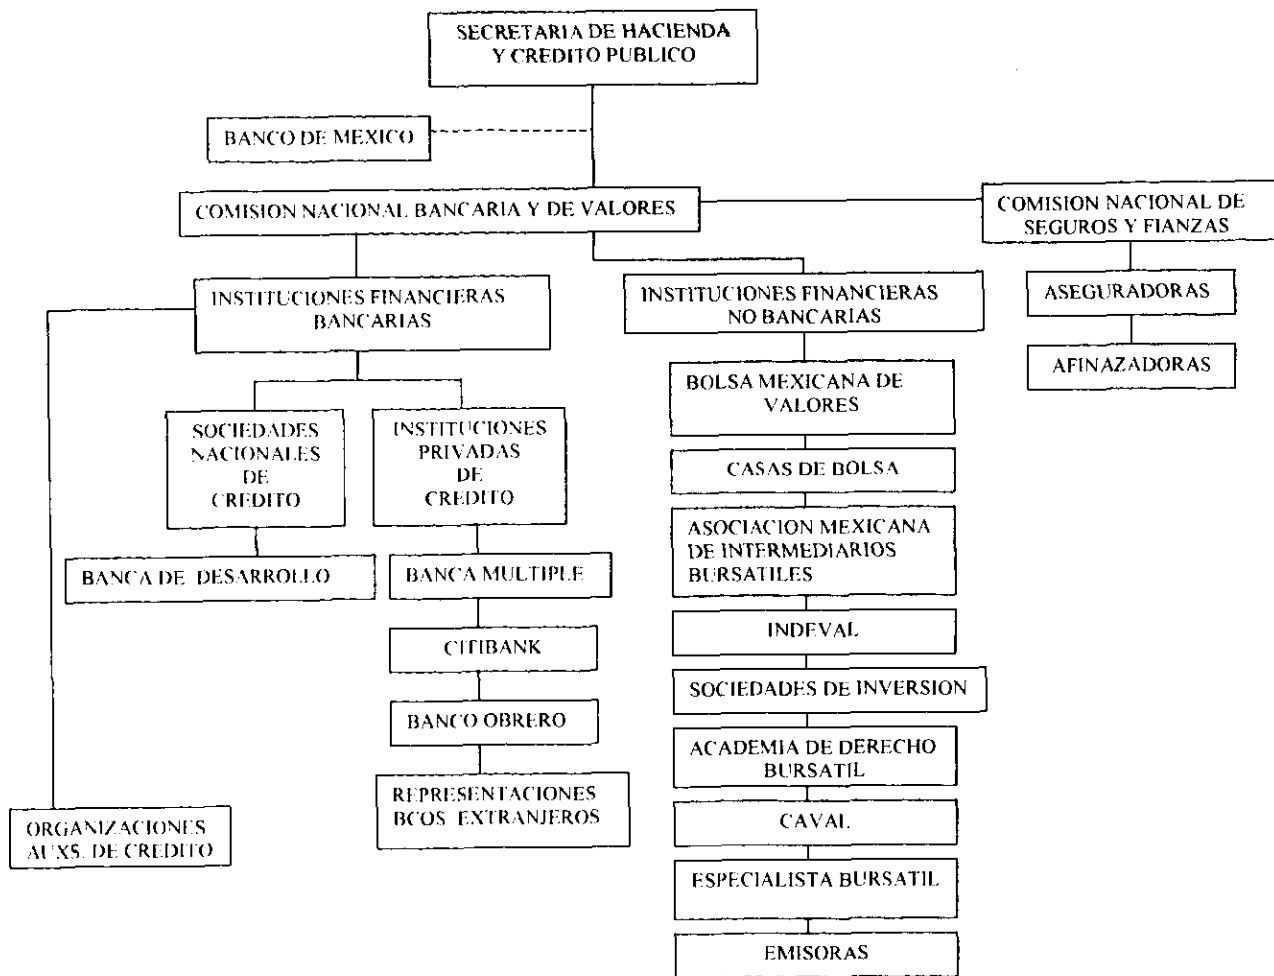 SECRETARIA DE HACIENDA
Y CREDITO PUBLICO
BANCO DE MEXICO
COMISION NACIONAL BANCARIA Y DE VALORES
COMISION NACIONAL DE
SEGUROS Y FIANZAS
INSTITUCIONES FINANCIERAS
BANCARIAS
INSTITUCIONES FINANCIERAS
NO BANCARIAS
ASEGURADORAS
AFINAZADORAS
BOLSA MEXICANA DE
VALORES
SOCIEDADES
NACIONALES
DE
CREDITO
INSTITUCIONES
PRIVADAS
DE
CREDITO
CASAS DE BOLSA
ASOCIACION MEXICANA
DE INTERMEDIARIOS
BURSATILES
BANCA DE DESARROLLO
BANCA MULTIPLE
INDEVAL
CITIBANK
SOCIEDADES DE INVERSION
BANCO OBRERO
ACADEMIA DE DERECHO
BURSATIL
REPRESENTACIONES
BCOS EXTRANJEROS
ORGANIZACIONES
AUXS. DE CREDITO
CAVAL
ESPECIALISTA BURSATIL
EMISORAS